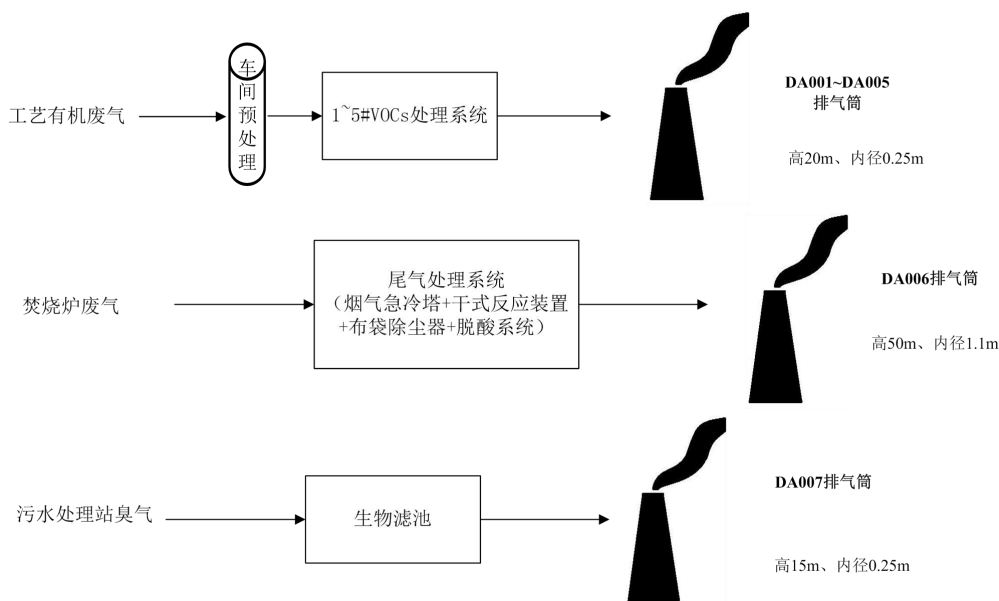 工艺有机废气
车间预处理
1~5#VOCs处理系统
DA001~DA005
排气筒
高20m、内径0.25m
焚烧炉废气
尾气处理系统
（烟气急冷塔+干式反应装置
+布袋除尘器+脱酸系统）
DA006排气筒
高50m、内径1.1m
污水处理站臭气
生物滤池
DA007排气筒
高15m、内径0.25m